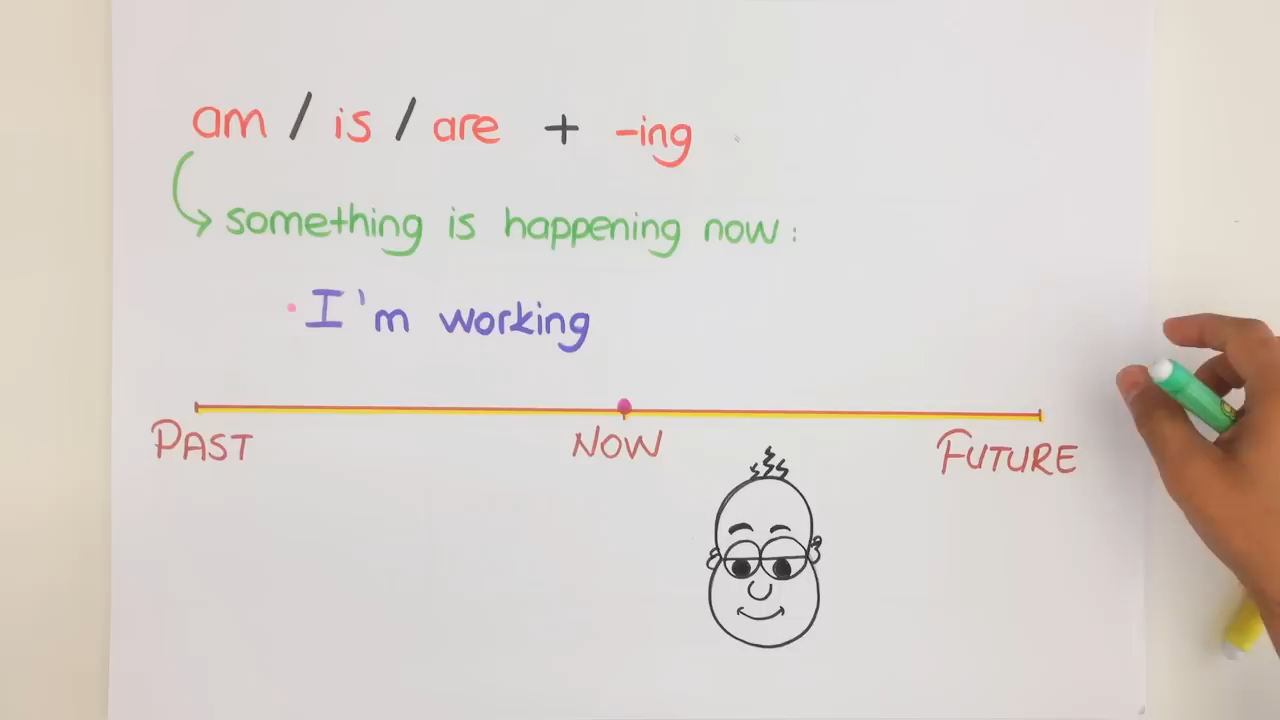 am / is / are + -ing
something is happening now:
• I'm working
PAST NOW FUTURE